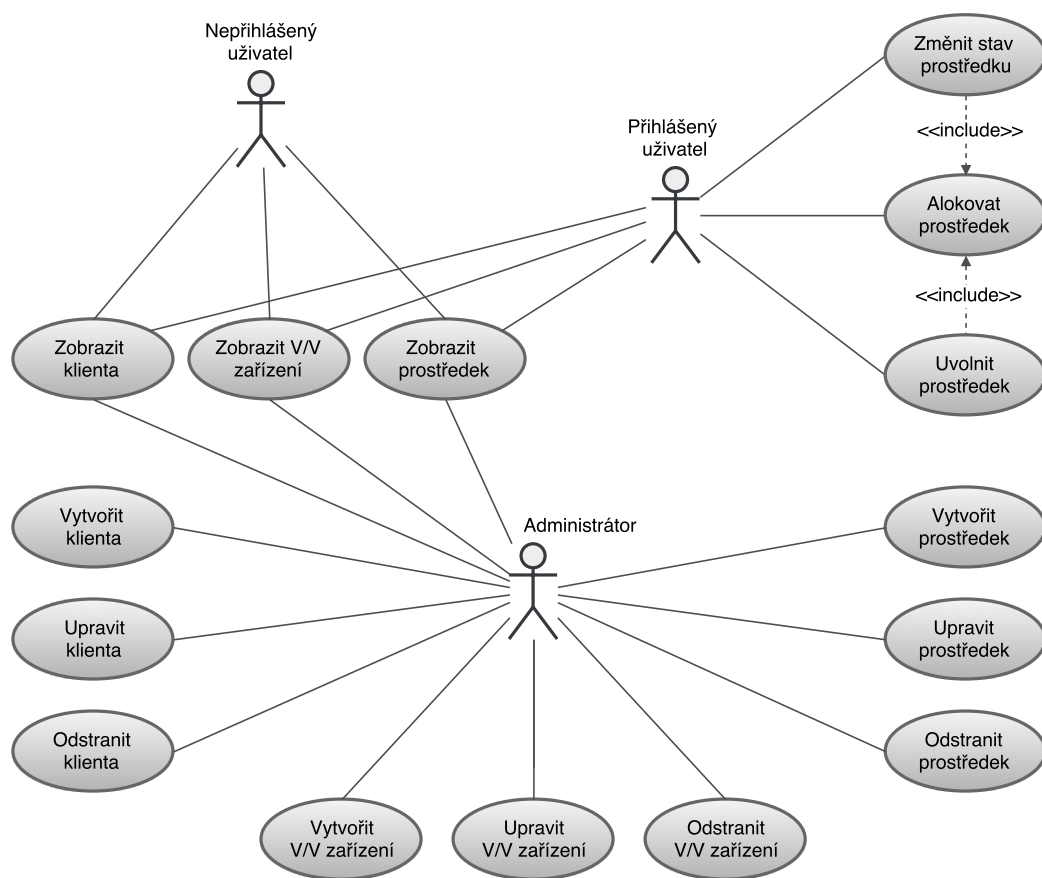 Nepřihlášený
uživatel
Změnit stav
prostředku
<<include>>
Přihlášený
uživatel
Alokovat
prostředek
<<include>>
Zobrazit
klienta
Zobrazit V/V
zařízení
Zobrazit
prostředek
Uvolnit
prostředek
Vytvořit
klienta
Administrátor
Vytvořit
prostředek
Upravit
klienta
Upravit
prostředek
Odstranit
klienta
Odstranit
prostředek
Vytvořit
V/V zařízení
Upravit
V/V zařízení
Odstranit
V/V zařízení